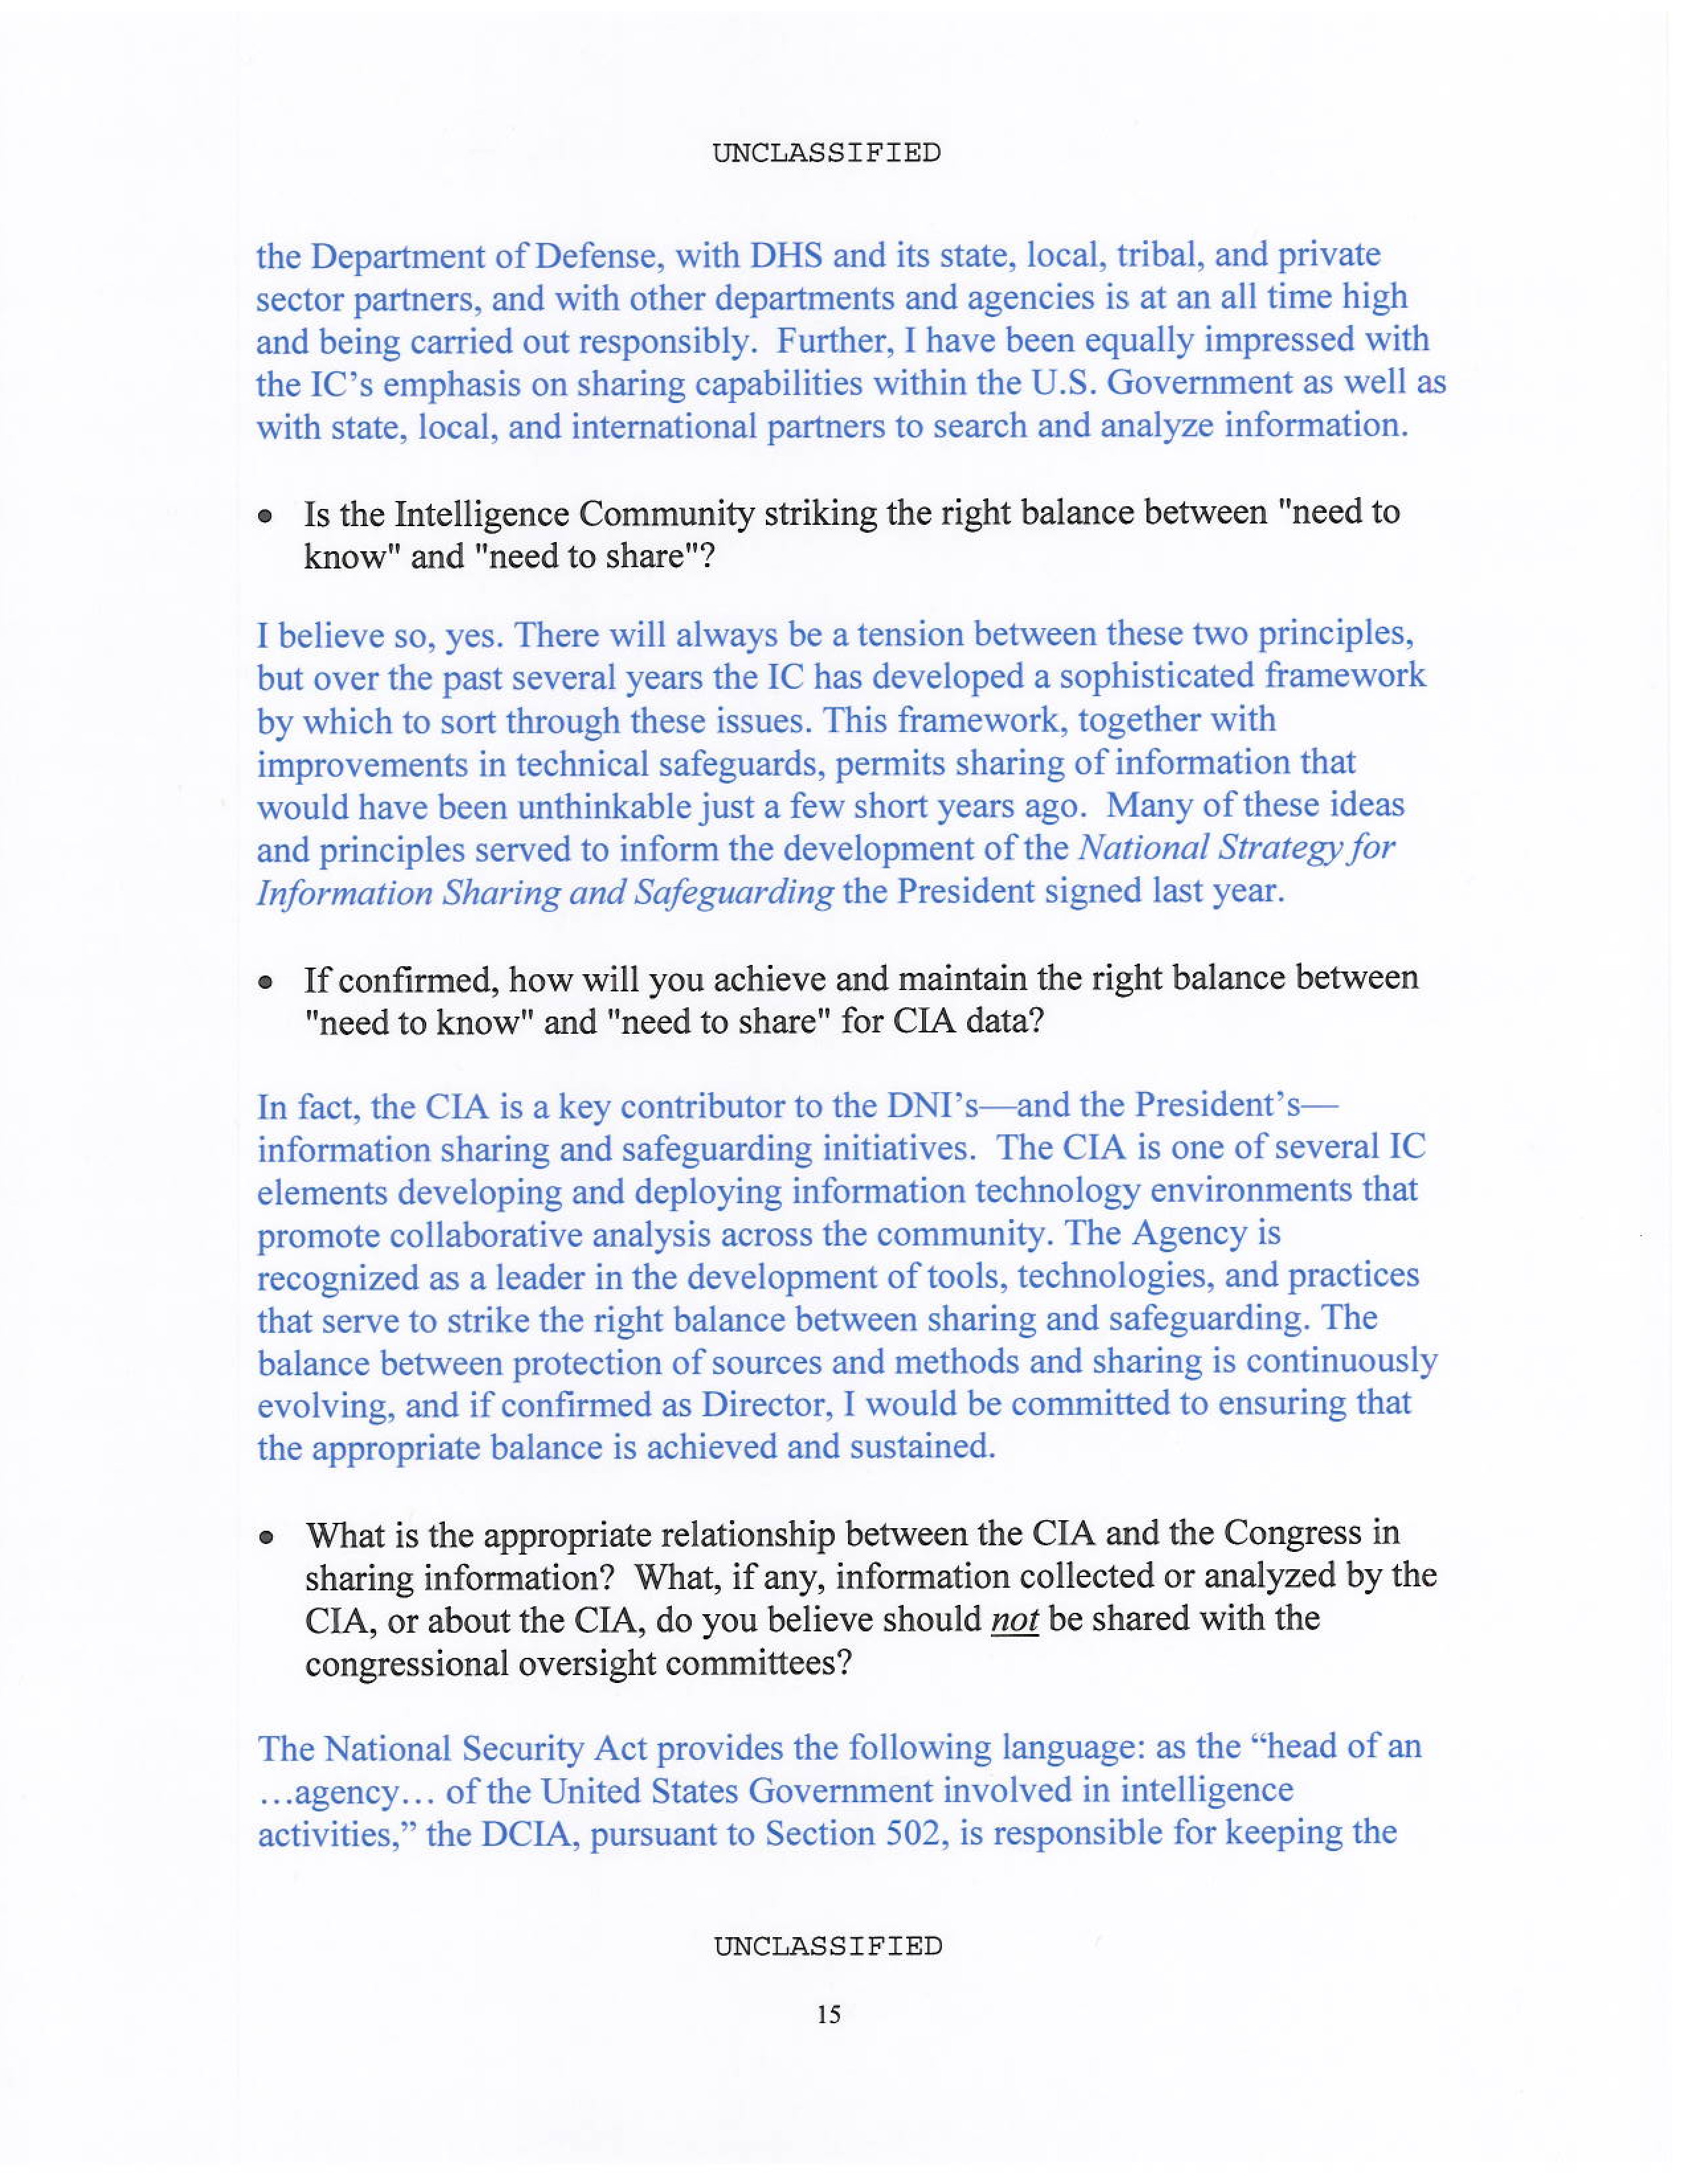 UNCLASSIFIED
the Department of Defense, with DHS and its state, local, tribal, and private
sector partners, and with other departments and agencies is at an all time high
and being carried out responsibly.  Further, I have been equally impressed with
the IC’s emphasis on sharing capabilities within the U.S. Government as well as
with state, local, and international partners to search and analyze information.
• Is the Intelligence Community striking the right balance between "need to
know" and "need to share"?
I believe so, yes. There will always be a tension between these two principles,
but over the past several years the IC has developed a sophisticated framework
by which to sort through these issues. This framework, together with
improvements in technical safeguards, permits sharing of information that
would have been unthinkable just a few short years ago.  Many of these ideas
and principles served to inform the development of the National Strategy for
Information Sharing and Safeguarding the President signed last year.
• If confirmed, how will you achieve and maintain the right balance between
"need to know" and "need to share" for CIA data?
In fact, the CIA is a key contributor to the DNI’s—and the President’s—
information sharing and safeguarding initiatives.  The CIA is one of several IC
elements developing and deploying information technology environments that
promote collaborative analysis across the community. The Agency is
recognized as a leader in the development of tools, technologies, and practices
that serve to strike the right balance between sharing and safeguarding. The
balance between protection of sources and methods and sharing is continuously
evolving, and if confirmed as Director, I would be committed to ensuring that
the appropriate balance is achieved and sustained.
• What is the appropriate relationship between the CIA and the Congress in
sharing information?  What, if any, information collected or analyzed by the
CIA, or about the CIA, do you believe should not be shared with the
congressional oversight committees?
The National Security Act provides the following language: as the “head of an
…agency… of the United States Government involved in intelligence
activities,” the DCIA, pursuant to Section 502, is responsible for keeping the
UNCLASSIFIED
15